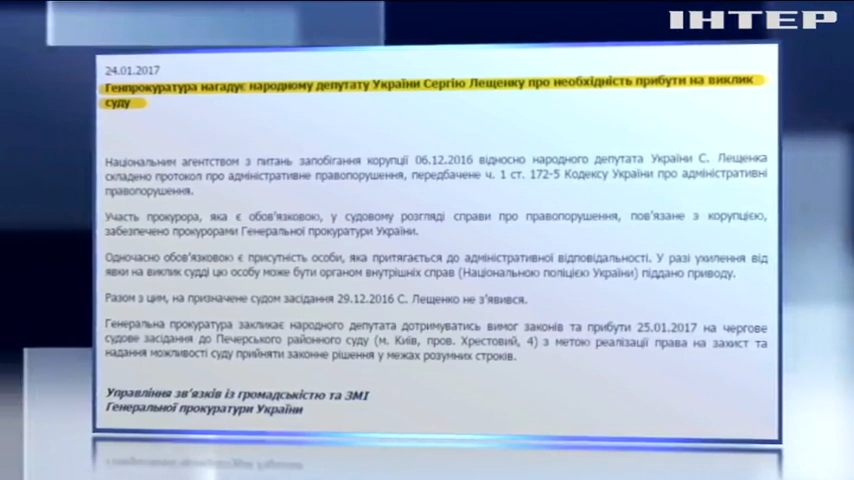 ІНТЕР
24.01.2017
Генпрокуратура нагадує народному депутату України Сергію Лещенку про необхідність прибути на виклик
суду
Національним агентством з питань запобігання корупції 06.12.2016 відносно народного депутата України С. Лещенка
складено протокол про адміністративне правопорушення, передбачене ч. 1 ст. 172-5 Кодексу України про адміністративні
правопорушення.
Участь прокурора, яка є обов'язковою, у судовому розгляді справи про правопорушення, пов'язане з корупцією,
забезпечено прокурорами Генеральної прокуратури України.
Одночасно обов'язковою є присутність особи, яка притягається до адміністративної відповідальності. У разі ухилення від
явки на виклик судді цю особу може бути органом внутрішніх справ (Національною поліцією України) піддано приводу.
Разом з цим, на призначене судом засідання 29.12.2016 С. Лещенко не з'явився.
Генеральна прокуратура закликає народного депутата дотримуватись вимог законів та прибути 25.01.2017 на чергове
судове засідання до Печерського районного суду (м. Київ, пров. Хрестовий, 4) з метою реалізації права на захист та
надання можливості суду прийняти законне рішення у межах розумних строків.
Управління зв'язків із громадськістю та ЗМІ
Генеральної прокуратури України